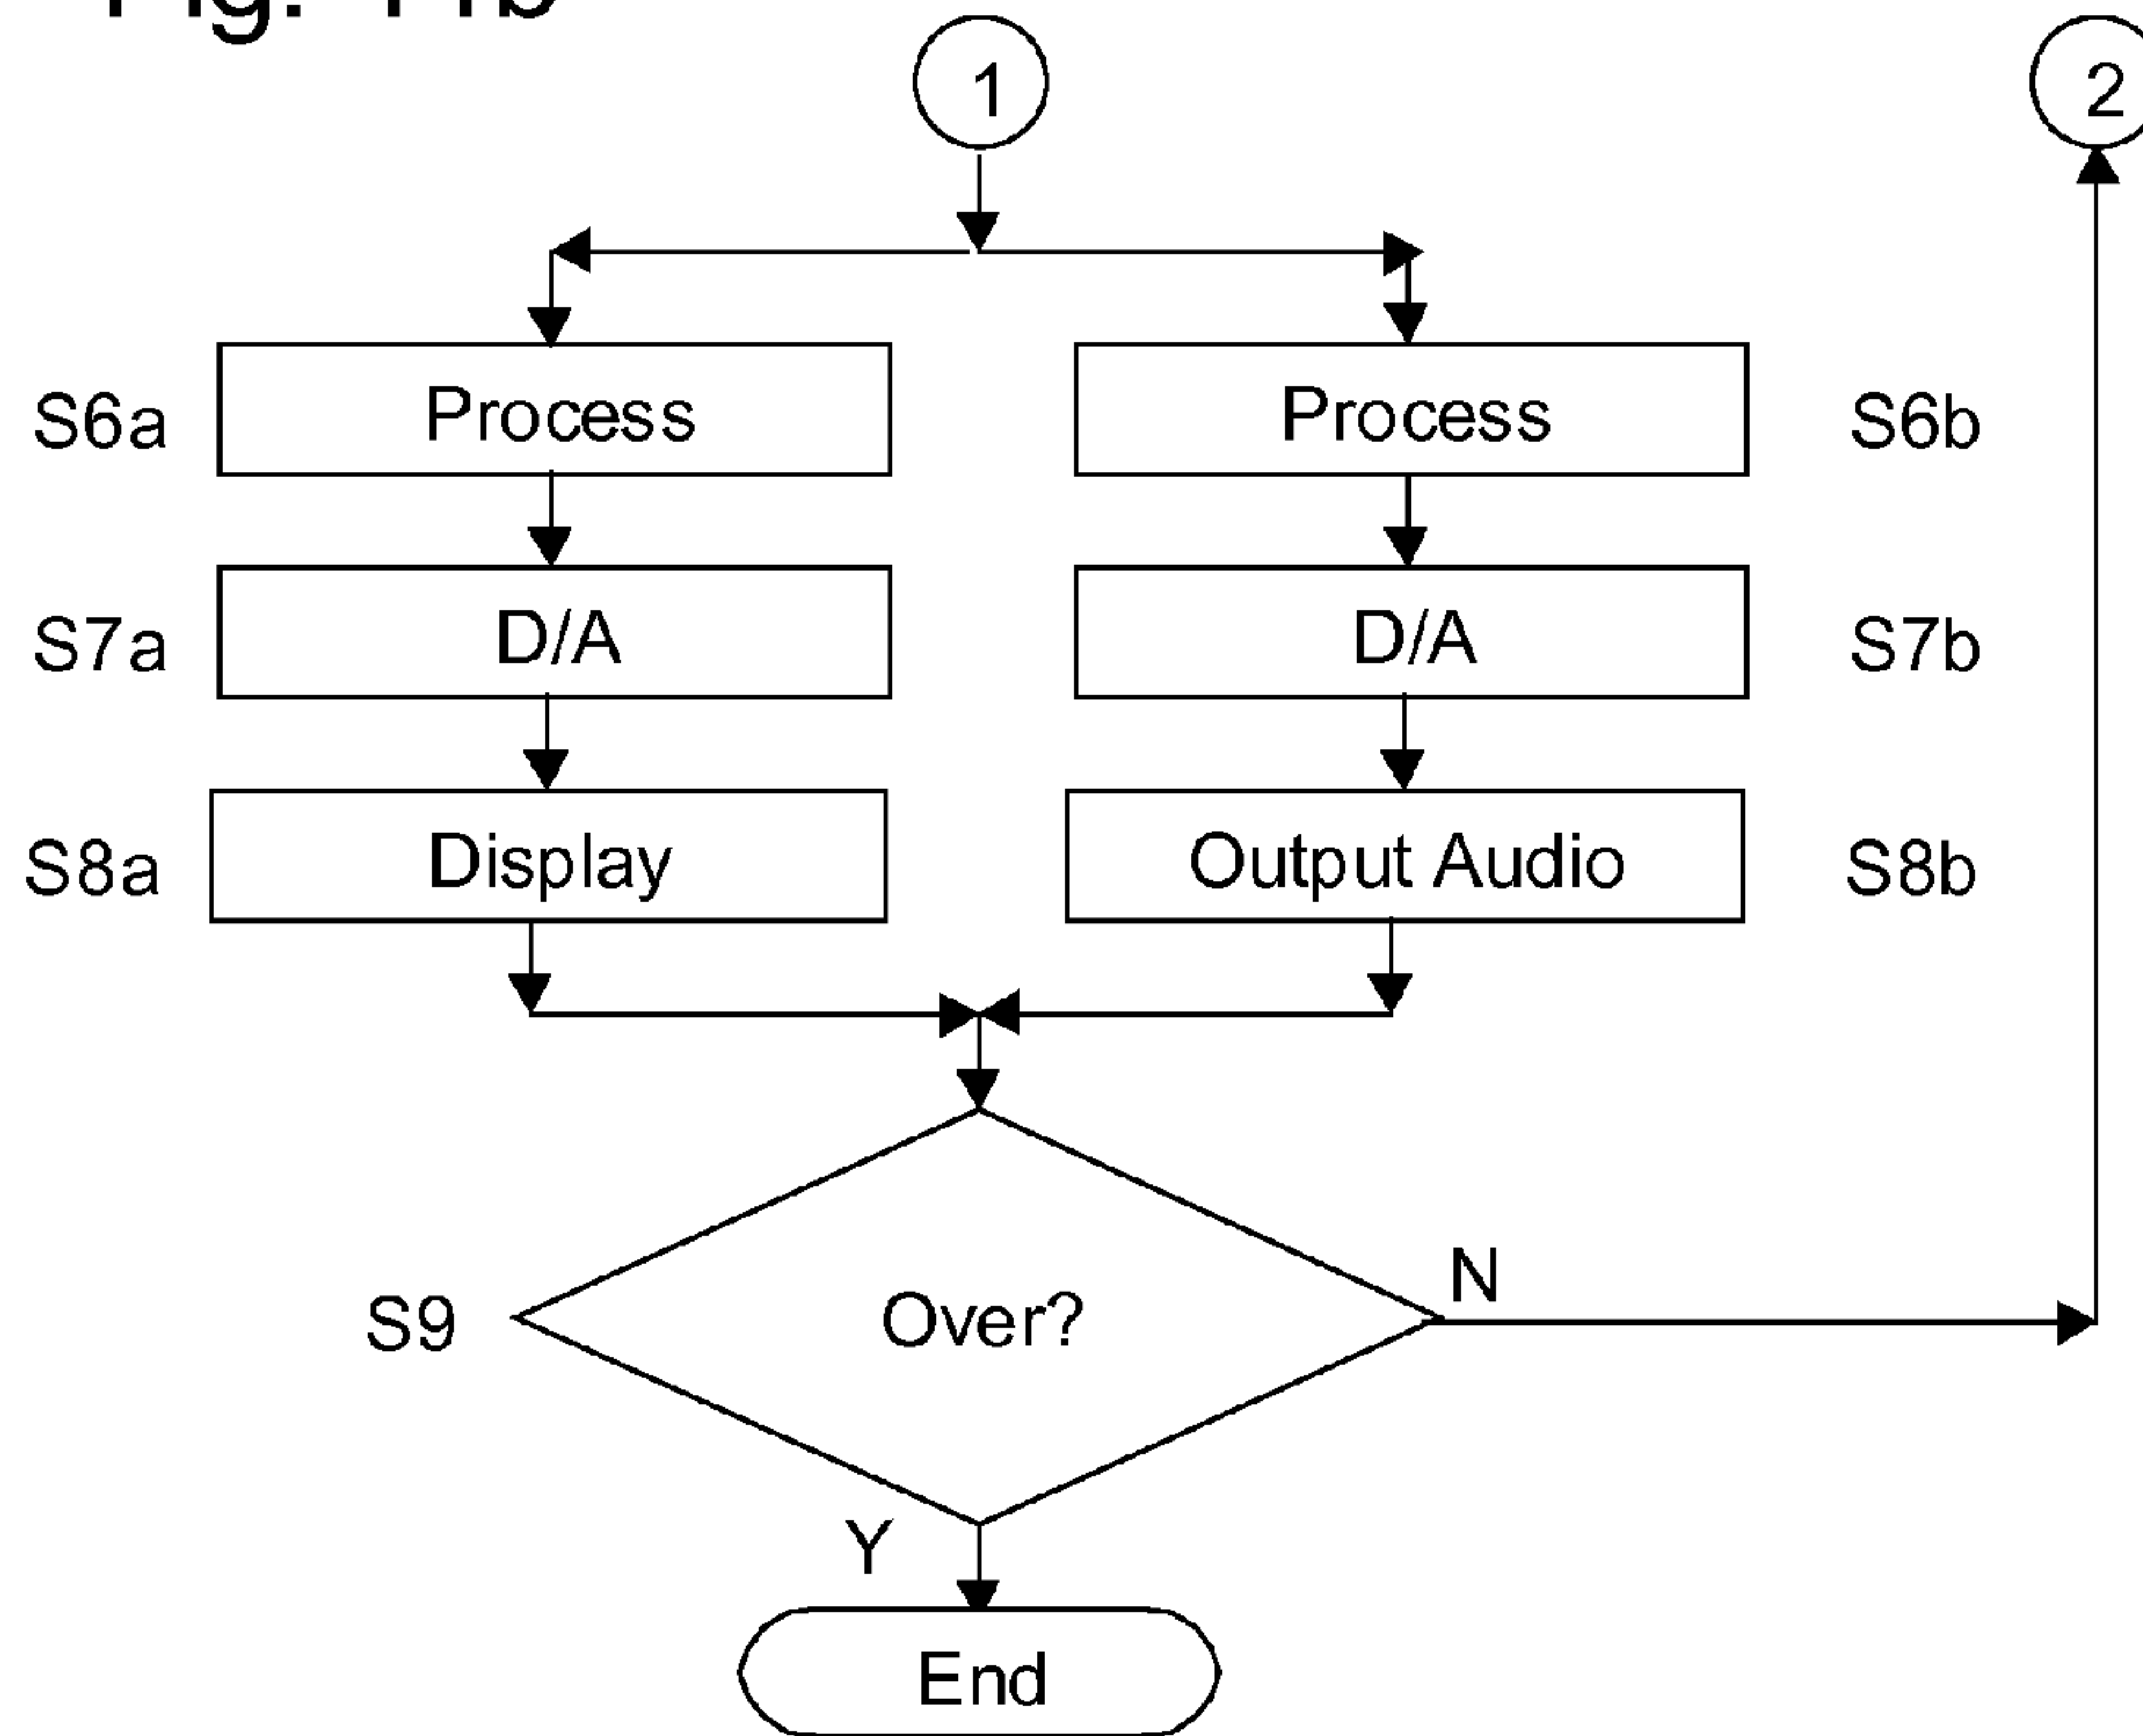 1
2
S6a Process Process S6b
S7a D/A D/A S7b
S8a Display Output Audio S8b
S9 Over? N
Y
End